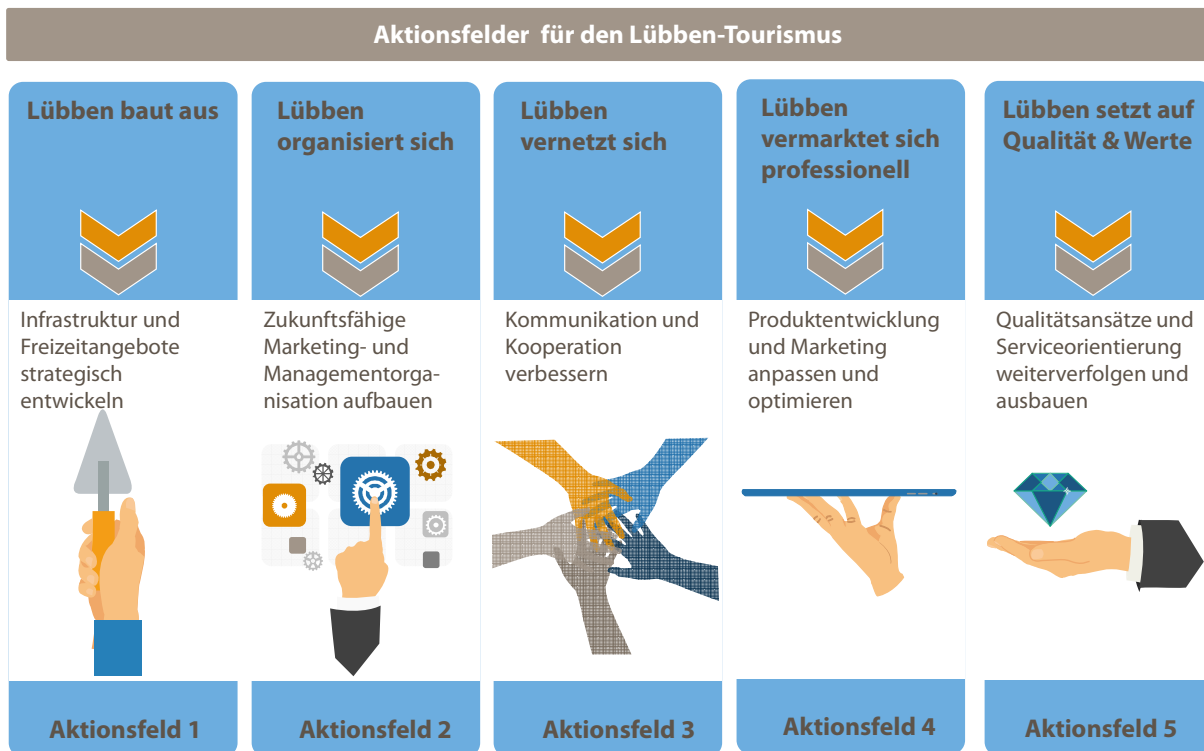 Aktionsfelder für den Lübben-Tourismus
Lübben baut aus
Infrastruktur und
Freizeitangebote
strategisch
entwickeln
Aktionsfeld 1
Lübben
organisiert sich
Zukunftsfähige
Marketing- und
Managementorga-
nisation aufbauen
Aktionsfeld 2
Lübben
vernetzt sich
Kommunikation und
Kooperation
verbessern
Aktionsfeld 3
Lübben
vermarktet sich
professionell
Produktentwicklung
und Marketing
anpassen und
optimieren
Aktionsfeld 4
Lübben setzt auf
Qualität & Werte
Qualitätsansätze und
Serviceorientierung
weiterverfolgen und
ausbauen
Aktionsfeld 5